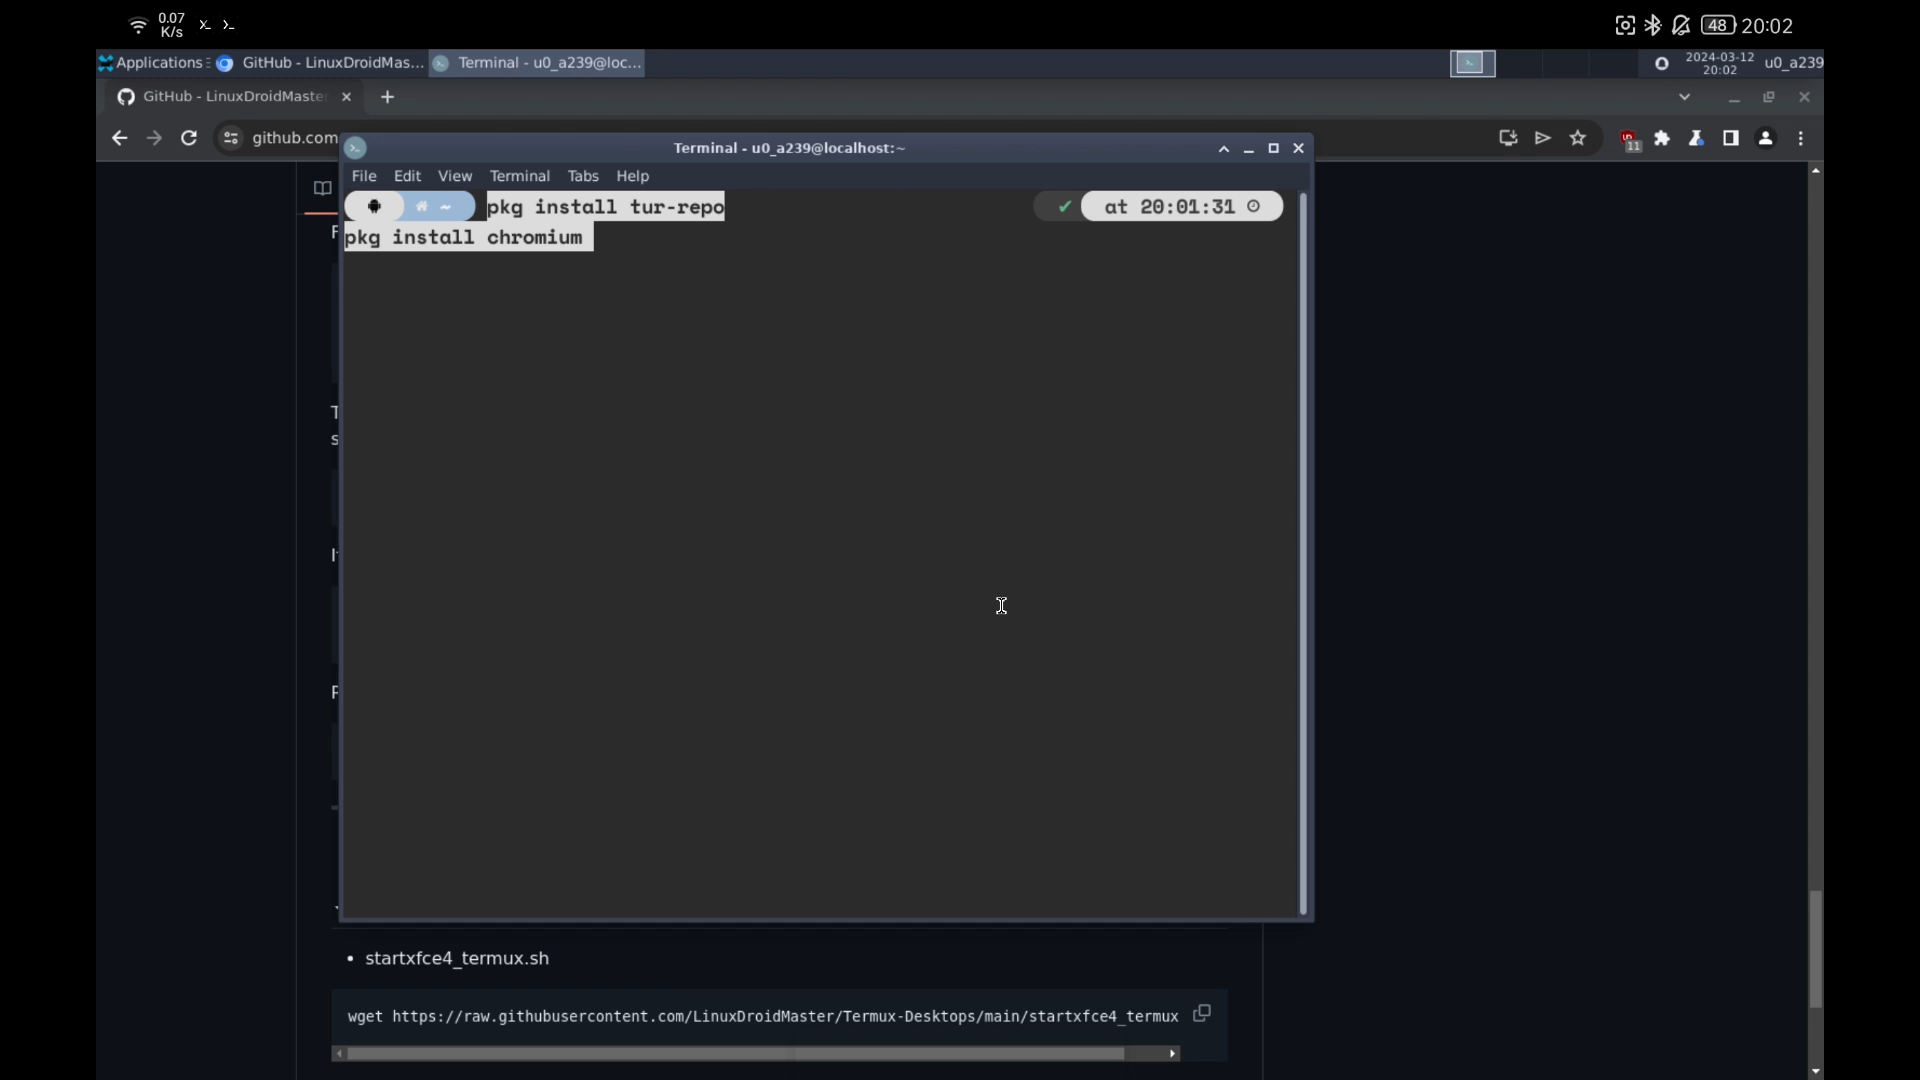 0.07
K/s
48 20:02
Applications GitHub - LinuxDroidMas... Terminal - u0_a239@loc... 2024-03-12
20:02 u0_a239
GitHub - LinuxDroidMaste
github.com
11
Terminal - u0_a239@localhost:~
File Edit View Terminal Tabs Help
~ pkg install tur-repo ✔ at 20:01:31
pkg install chromium
startxfce4_termux.sh
wget https://raw.githubusercontent.com/LinuxDroidMaster/Termux-Desktops/main/startxfce4_termux